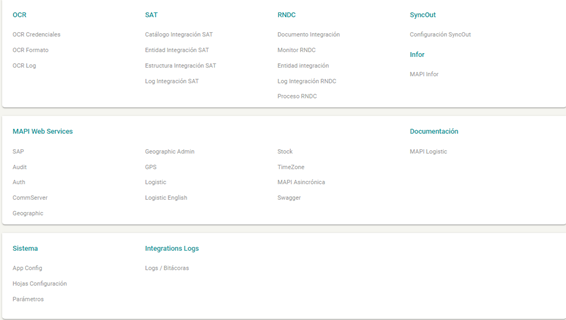 OCR
OCR Credenciales
OCR Formato
OCR Log
SAT
Catálogo Integración SAT
Entidad Integración SAT
Estructura Integración SAT
Log Integración SAT
RNDC
Documento Integración
Monitor RNDC
Entidad integración
Log Integración RNDC
Proceso RNDC
SyncOut
Configuración SyncOut
Infor
MAPI Infor
MAPI Web Services
SAP
Audit
Auth
CommServer
Geographic
Geographic Admin
GPS
Logistic
Logistic English
Stock
TimeZone
MAPI Asincrónica
Swagger
Documentación
MAPI Logistic
Sistema
App Config
Hojas Configuración
Parámetros
Integrations Logs
Logs / Bitácoras